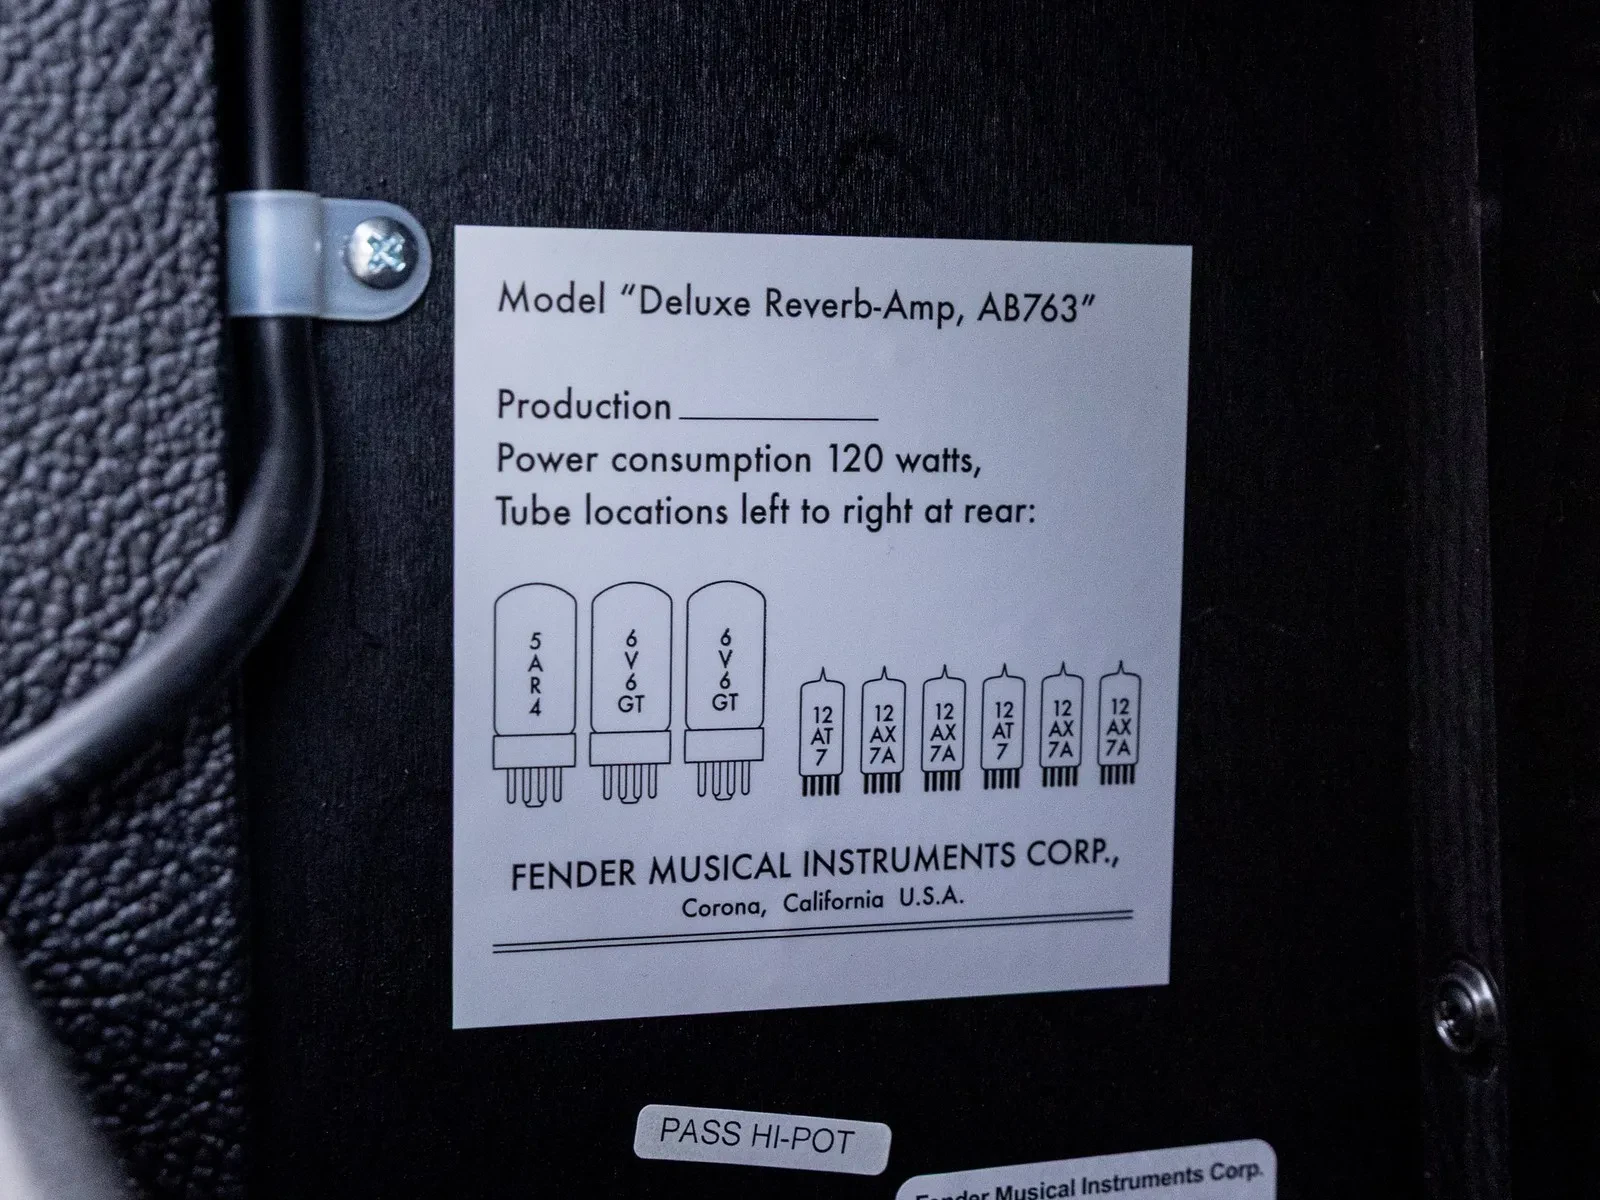 Model “Deluxe Reverb-Amp, AB763”
Production
Power consumption 120 watts,
Tube locations left to right at rear:
5
A
R
4
6
V
6
GT
6
V
6
GT
12
AT
7
12
AX
7A
12
AX
7A
12
AT
7
12
AX
7A
12
AX
7A
FENDER MUSICAL INSTRUMENTS CORP.,
Corona, California U.S.A.
PASS HI-POT
Fender Musical Instruments Corp.